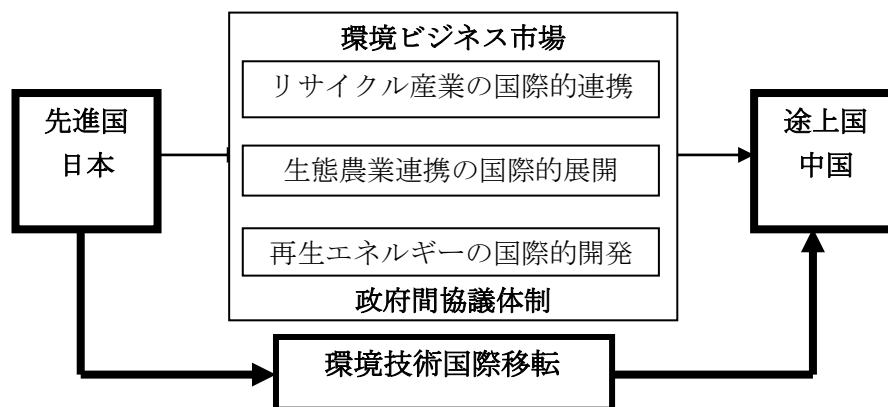 環境ビジネス市場
リサイクル産業の国際的連携
先進国
日本
途上国
中国
生態農業連携の国際的展開
再生エネルギーの国際的開発
政府間協議体制
環境技術国際移転